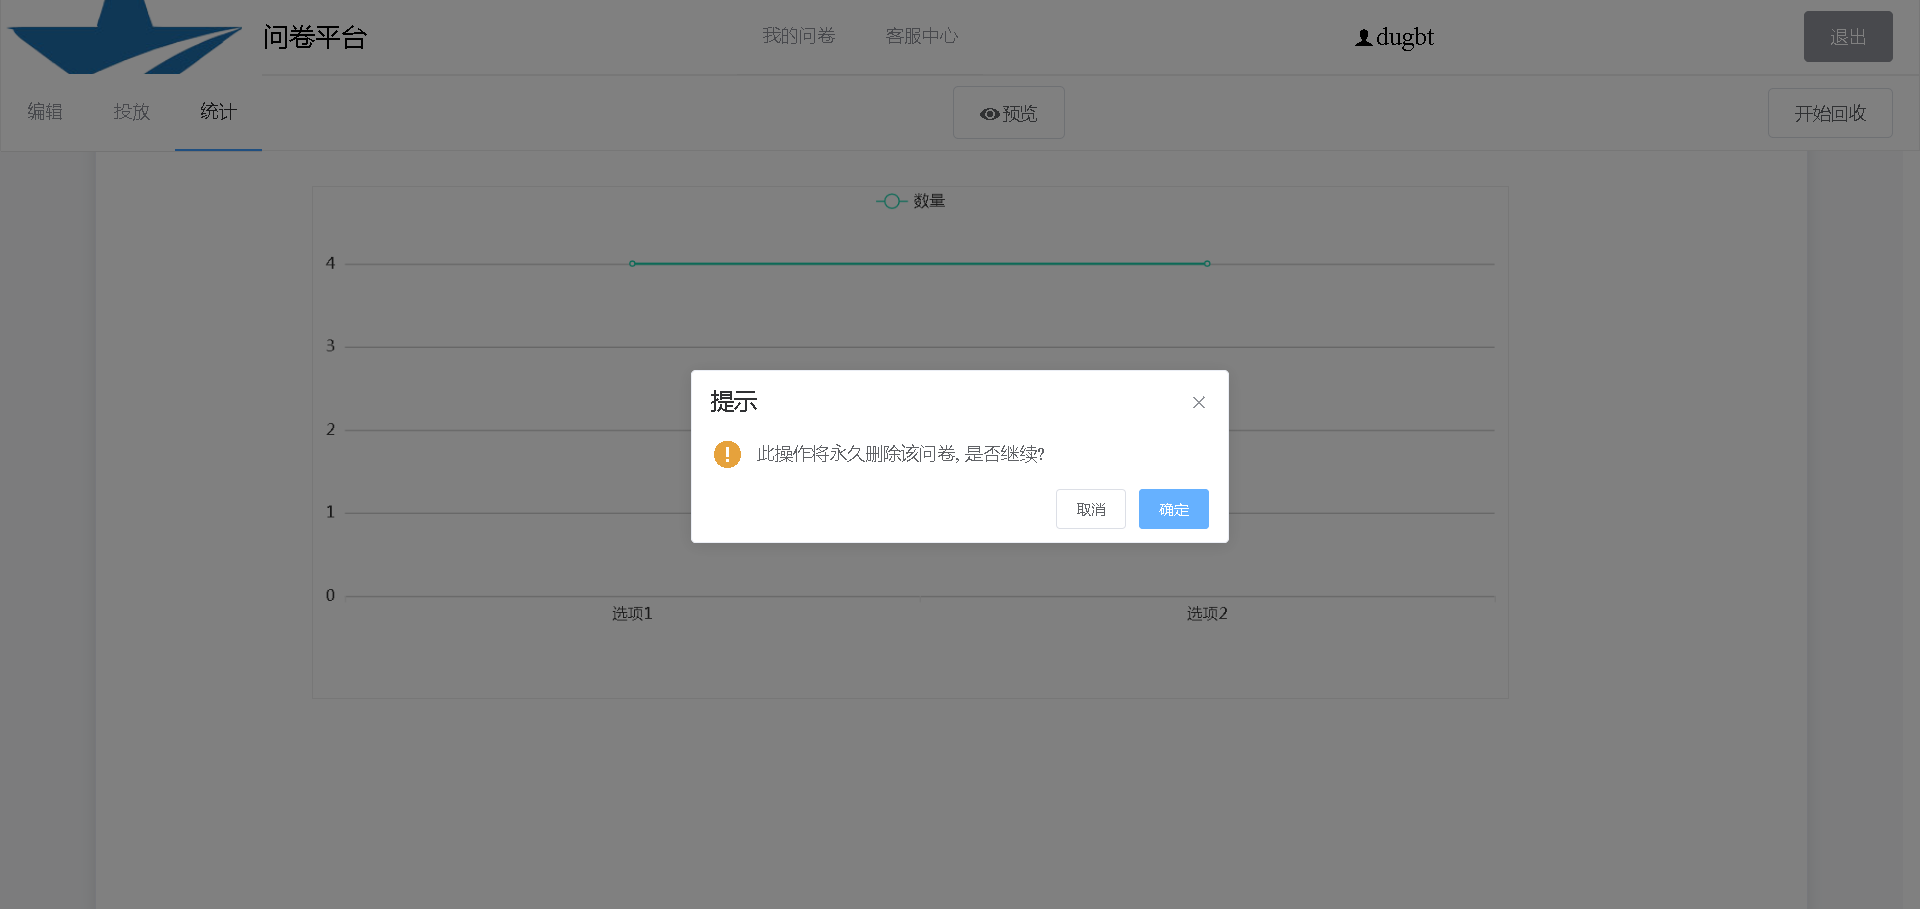 问卷平台
我的问卷
客服中心
dugbt
退出
编辑
投放
统计
预览
开始回收
数量
4
3
2
1
0
选项1
选项2
提示
此操作将永久删除该问卷, 是否继续?
取消
确定